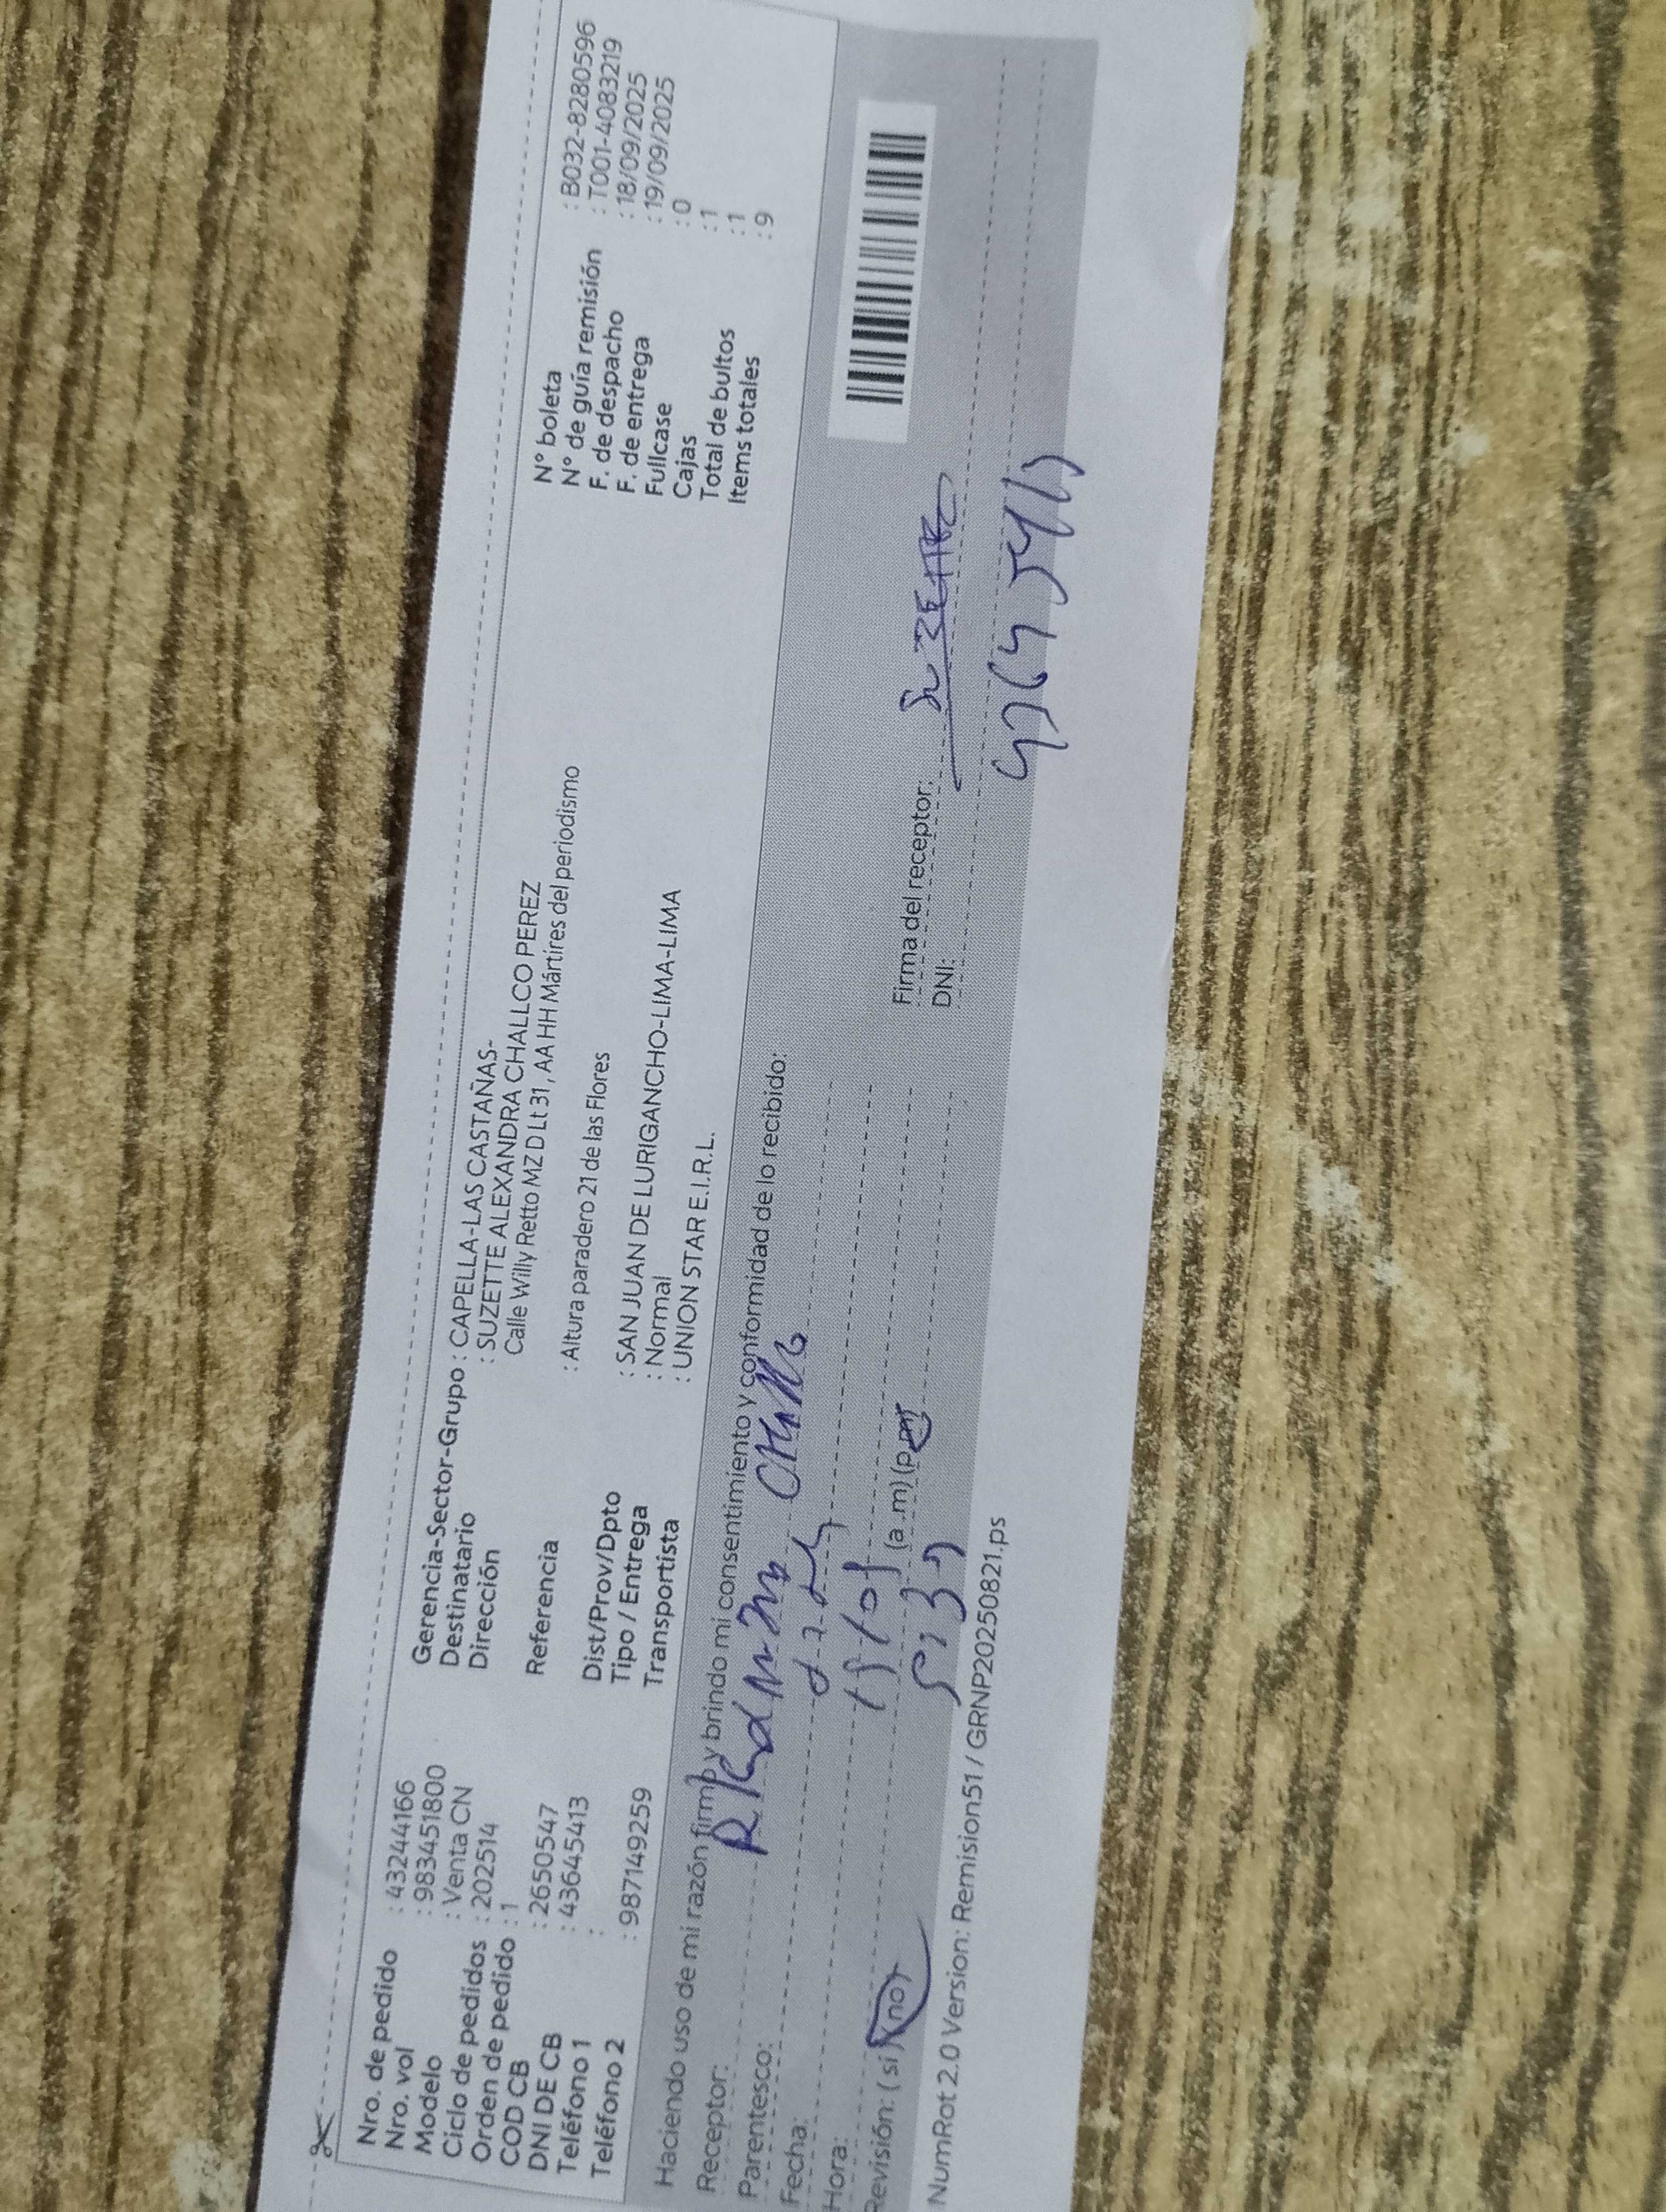 Nro. de pedido : 43244166
Nro. vol : 983451800
Modelo : Venta CN
Ciclo de pedidos : 202514
Orden de pedido : 1
COD CB : 2650547
DNI DE CB : 43645413
Teléfono 1 :
Teléfono 2 : 987149259
Gerencia-Sector-Grupo : CAPELLA-LAS CASTAÑAS-
Destinatario : SUZETTE ALEXANDRA CHALLCO PEREZ
Dirección Calle Willy Retto MZ D Lt 31, AA HH Mártires del periodismo
Referencia : Altura paradero 21 de las Flores
Dist/Prov/Dpto : SAN JUAN DE LURIGANCHO-LIMA-LIMA
Tipo / Entrega : Normal
Transportista : UNION STAR E.I.R.L.
N° boleta : B032-8280596
N° de guía remisión : T001-4083219
F. de despacho : 18/09/2025
F. de entrega : 19/09/2025
Fullcase : 0
Cajas : 1
Total de bultos : 1
Items totales : 9
Haciendo uso de mi razón firmo y brindo mi consentimiento y conformidad de lo recibido:
Receptor:
Parentesco:
Fecha:
Hora: (a .m) (p.m)
Revisión: ( si ) (no)
Firma del receptor:
DNI:
NumRot 2.0 Version: Remision51 / GRNP20250821.ps